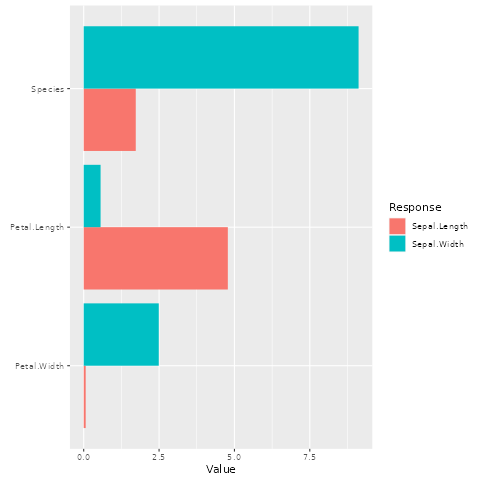 Species
Petal.Length
Petal.Width
0.0 2.5 5.0 7.5
Value
Response
Sepal.Length
Sepal.Width